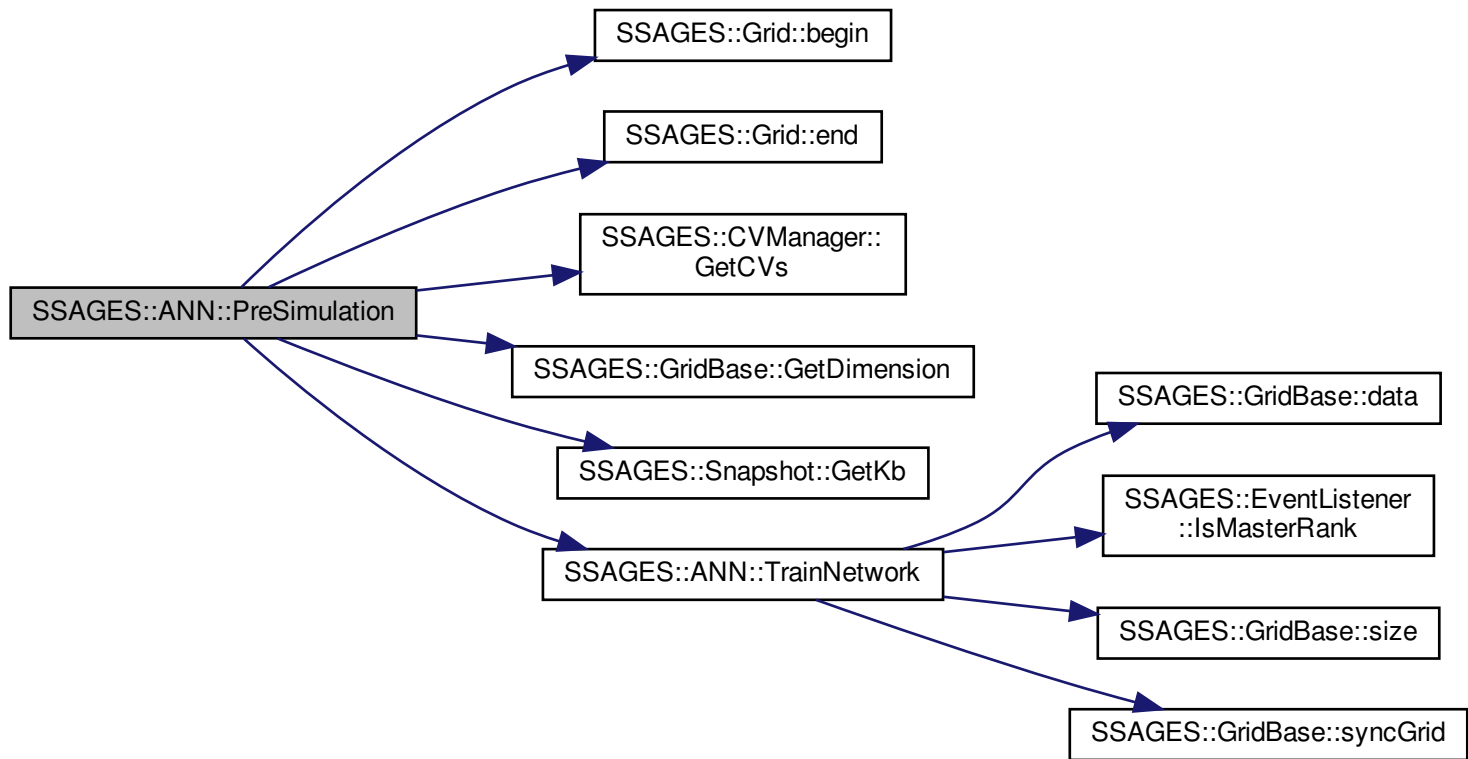 SSAGES::Grid::begin
SSAGES::Grid::end
SSAGES::CVManager::
GetCVs
SSAGES::ANN::PreSimulation
SSAGES::GridBase::GetDimension
SSAGES::Snapshot::GetKb
SSAGES::ANN::TrainNetwork
SSAGES::GridBase::data
SSAGES::EventListener
::IsMasterRank
SSAGES::GridBase::size
SSAGES::GridBase::syncGrid